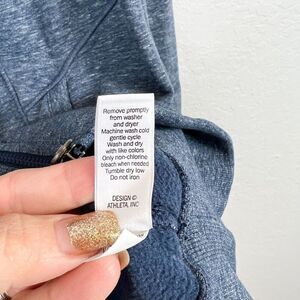 Remove promptly
from washer
and dryer
Machine wash cold
gentle cycle
Wash and dry
with like colors
Only non-chlorine
bleach when needed
Tumble dry low
Do not iron
DESIGN ©
ATHLETA, INC